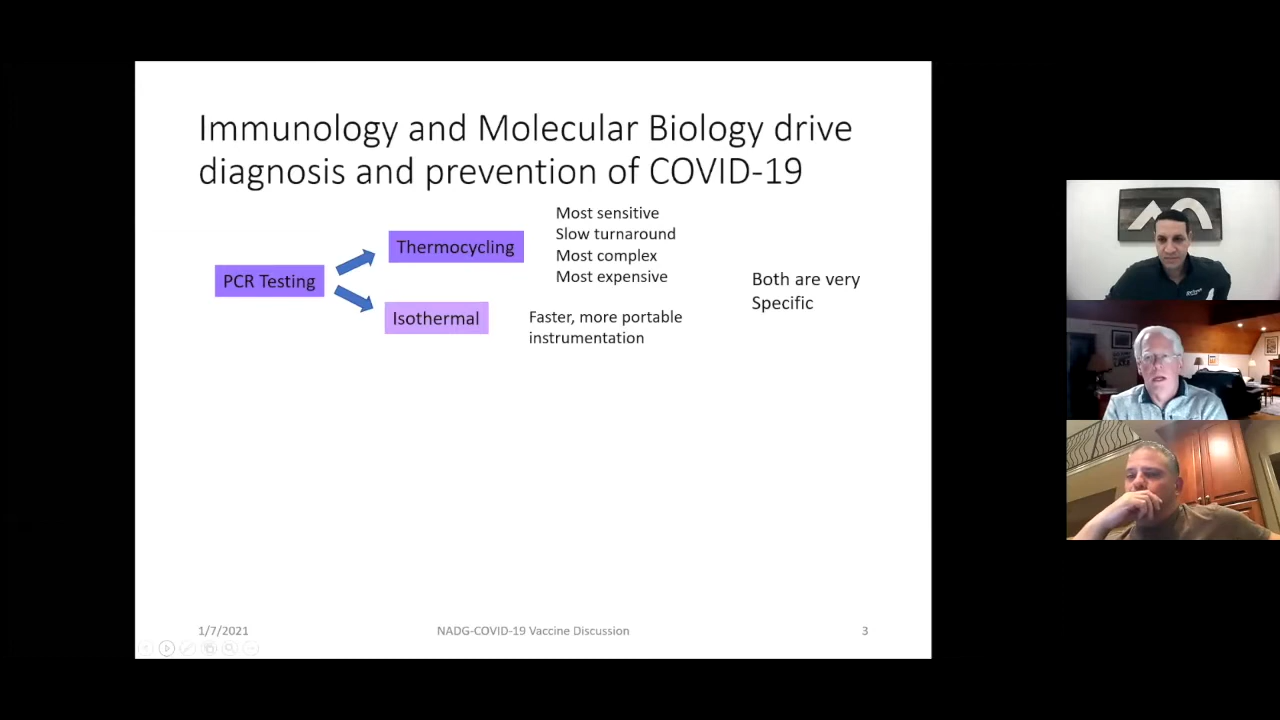 Immunology and Molecular Biology drive
diagnosis and prevention of COVID-19
PCR Testing
Thermocycling
Most sensitive
Slow turnaround
Most complex
Most expensive
Isothermal
Faster, more portable
instrumentation
Both are very
Specific
1/7/2021
NADG-COVID-19 Vaccine Discussion
3